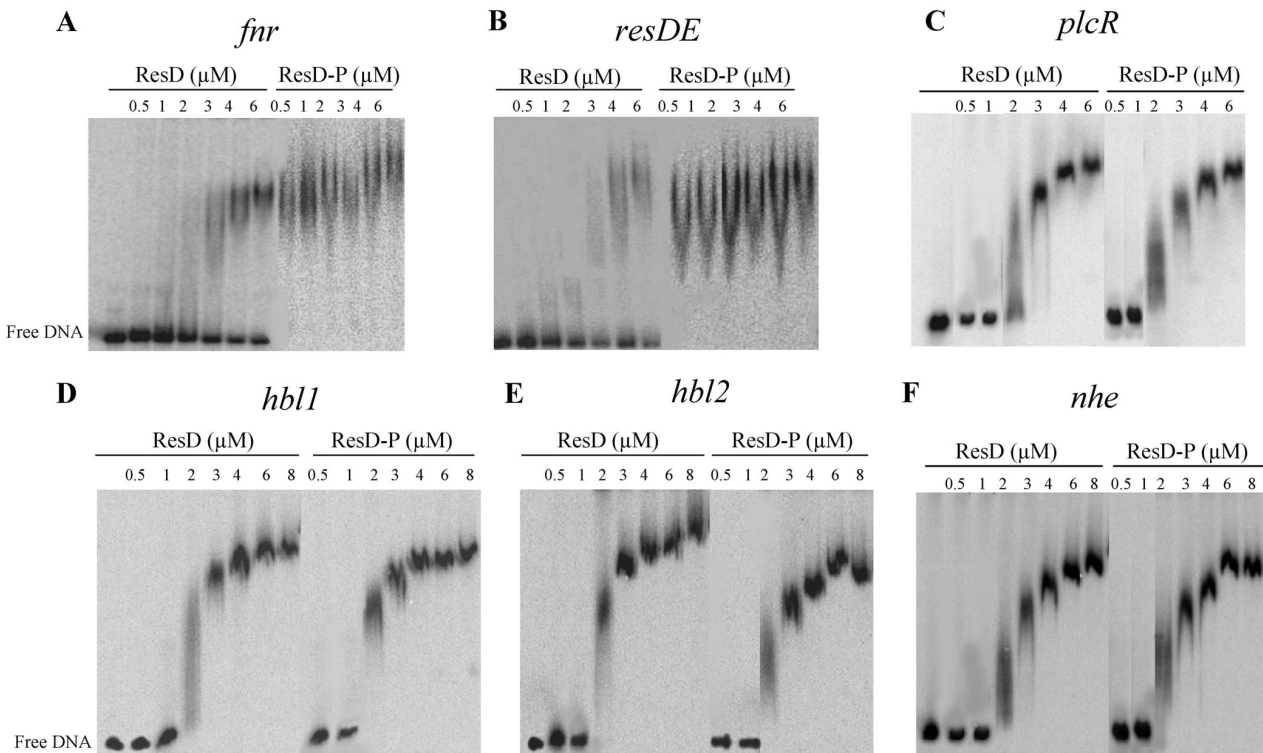 A
fnr
ResD (µM) ResD-P (µM)
0.5 1 2 3 4 6 0.5 1 2 3 4 6
Free DNA
B
resDE
ResD (µM) ResD-P (µM)
0.5 1 2 3 4 6 0.5 1 2 3 4 6
C
plcR
ResD (µM) ResD-P (µM)
0.5 1 2 3 4 6 0.5 1 2 3 4 6
D
hbl1
ResD (µM) ResD-P (µM)
0.5 1 2 3 4 6 8 0.5 1 2 3 4 6 8
Free DNA
E
hbl2
ResD (µM) ResD-P (µM)
0.5 1 2 3 4 6 8 0.5 1 2 3 4 6 8
F
nhe
ResD (µM) ResD-P (µM)
0.5 1 2 3 4 6 8 0.5 1 2 3 4 6 8